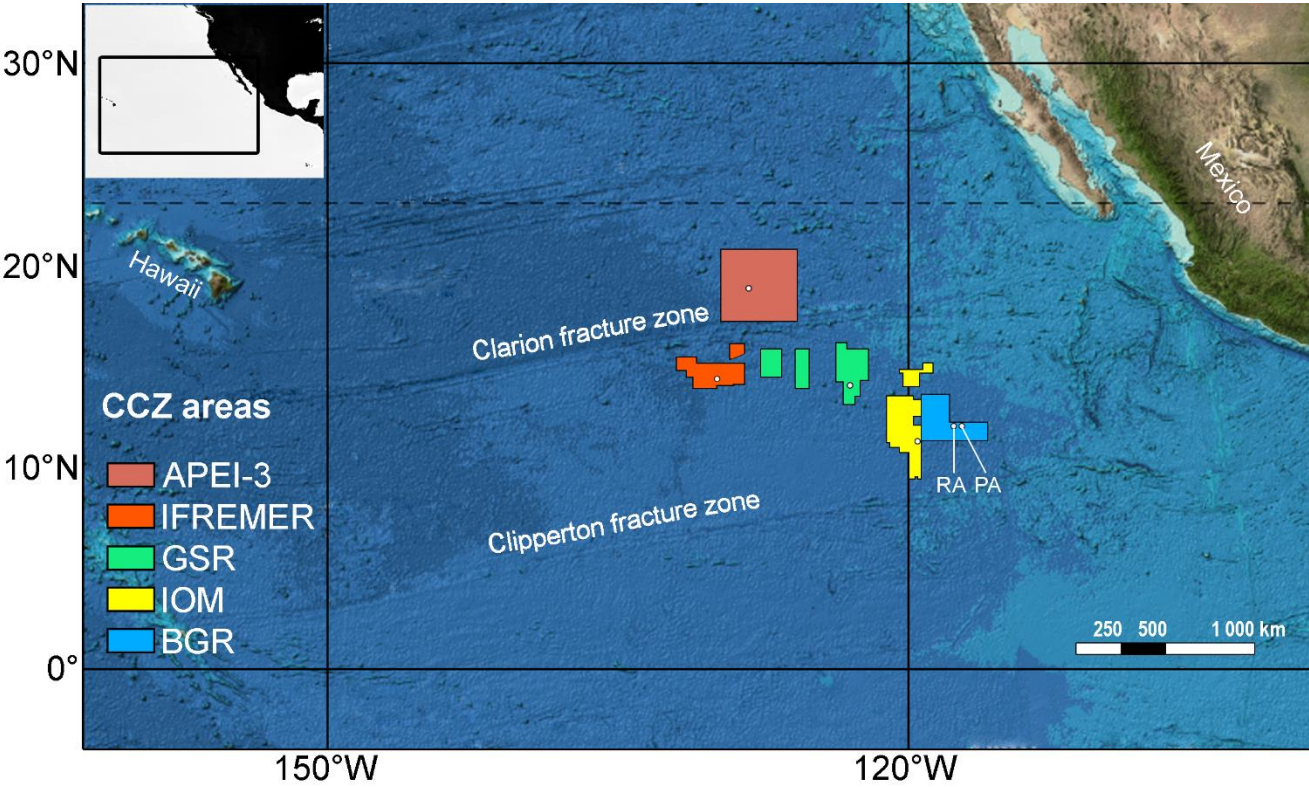 30°N
20°N
10°N
0°
150°W
120°W
Hawaii
Mexico
Clarion fracture zone
Clipperton fracture zone
CCZ areas
APEI-3
IFREMER
GSR
IOM
BGR
RA PA
250 500 1 000 km